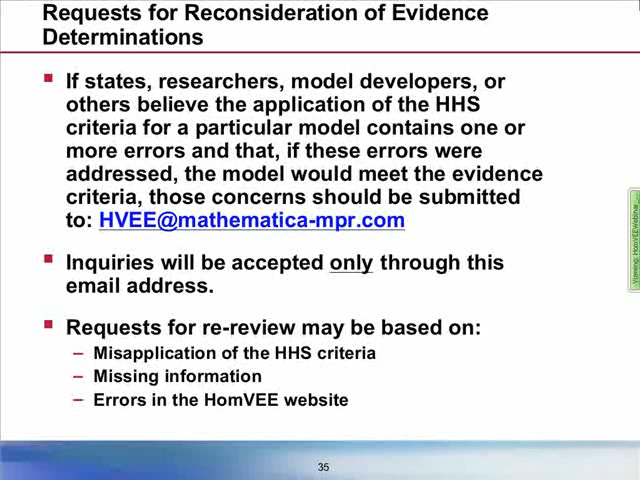 Requests for Reconsideration of Evidence
Determinations
If states, researchers, model developers, or
others believe the application of the HHS
criteria for a particular model contains one or
more errors and that, if these errors were
addressed, the model would meet the evidence
criteria, those concerns should be submitted
to: HVEE@mathematica-mpr.com
Inquiries will be accepted only through this
email address.
Requests for re-review may be based on:
– Misapplication of the HHS criteria
– Missing information
– Errors in the HomVEE website
35
Viewing: HomVEEWebinar_